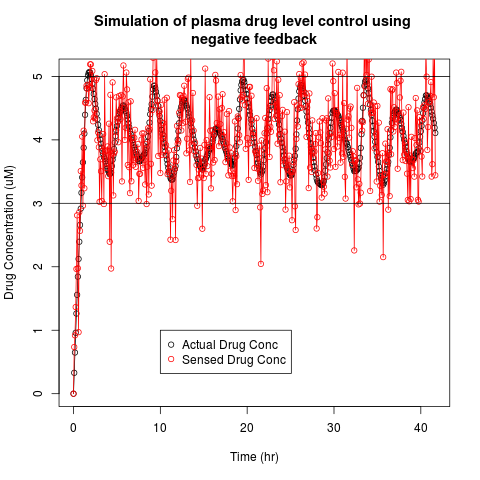 Simulation of plasma drug level control using
negative feedback
Drug Concentration (uM)
5
4
3
2
1
0
Actual Drug Conc
Sensed Drug Conc
0 10 20 30 40
Time (hr)